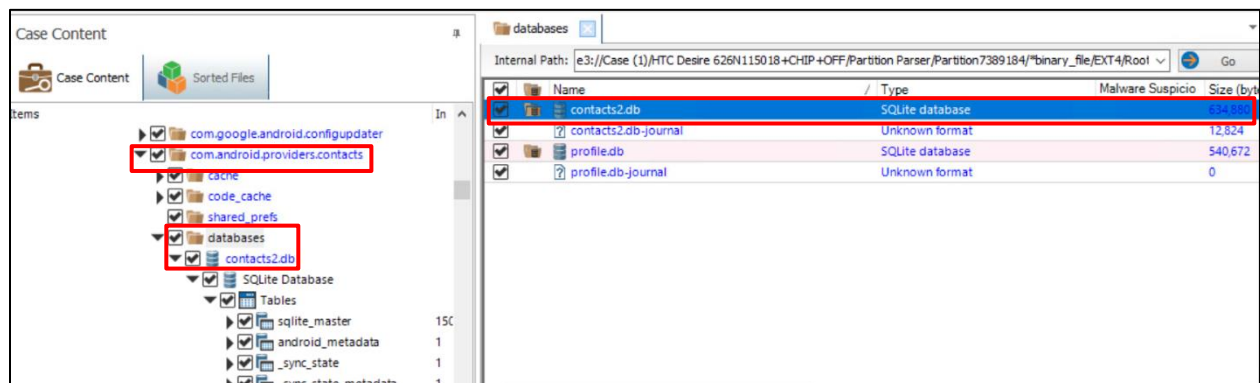 Case Content
Case Content
Sorted Files
Items
In
com.google.android.configupdater
com.android.providers.contacts
cache
code_cache
shared_prefs
databases
contacts2.db
SQLite Database
Tables
sqlite_master 150
android_metadata 1
_sync_state 1
_sync_state_metadata 1
databases
Internal Path: e3://Case (1)/HTC Desire 626N115018+CHIP+OFF/Partition Parser/Partition7389184/*binary_file/EXT4/Root Go
Name / Type Malware Suspicio Size (byte
contacts2.db SQLite database 634,880
contacts2.db-journal Unknown format 12,824
profile.db SQLite database 540,672
profile.db-journal Unknown format 0